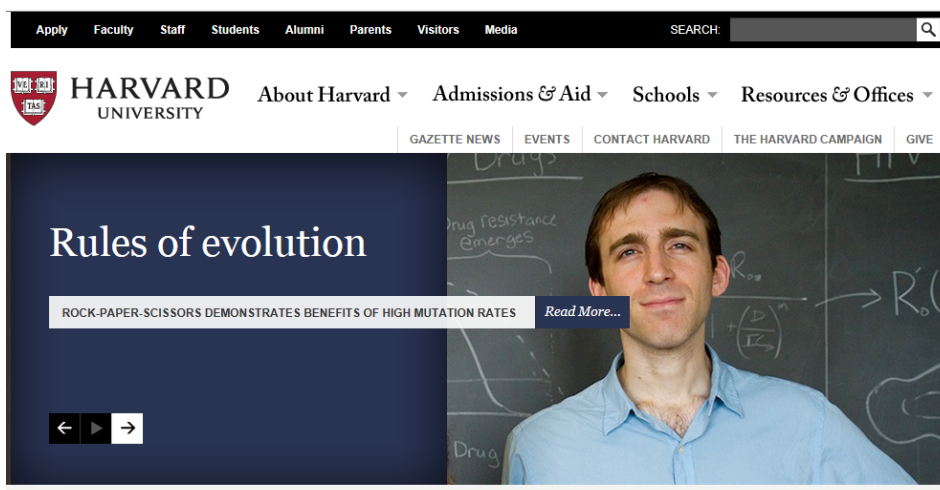 Apply Faculty Staff Students Alumni Parents Visitors Media SEARCH:
VE RI
TAS
HARVARD
UNIVERSITY
About Harvard Admissions & Aid Schools Resources & Offices
GAZETTE NEWS EVENTS CONTACT HARVARD THE HARVARD CAMPAIGN GIVE
Drugs
HIV
Drug resistance
emerges
Rules of evolution
ROCK-PAPER-SCISSORS DEMONSTRATES BENEFITS OF HIGH MUTATION RATES Read More...
Drug